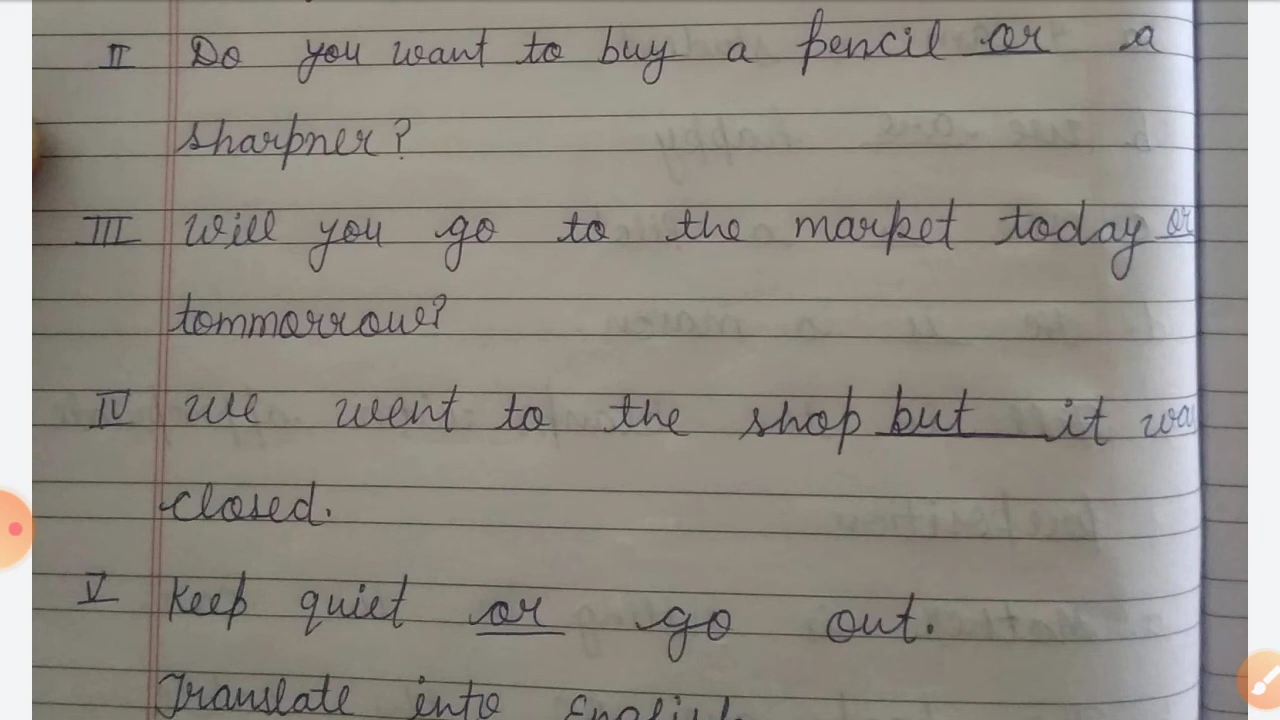 II Do you want to buy a pencil or a
sharpner?
III Will you go to the market today or
tommorrow?
IV We went to the shop but it wa
closed.
V Keep quiet or go out.
Translate into English